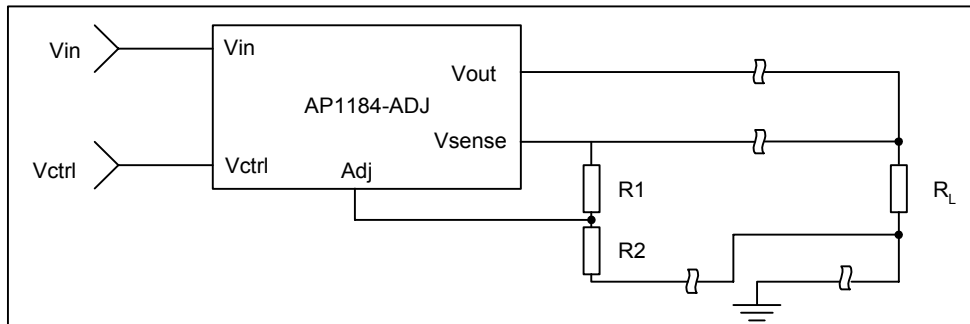 Vin
Vin
Vout
AP1184-ADJ
Vsense
Vctrl
Vctrl
Adj
R1
RL
R2